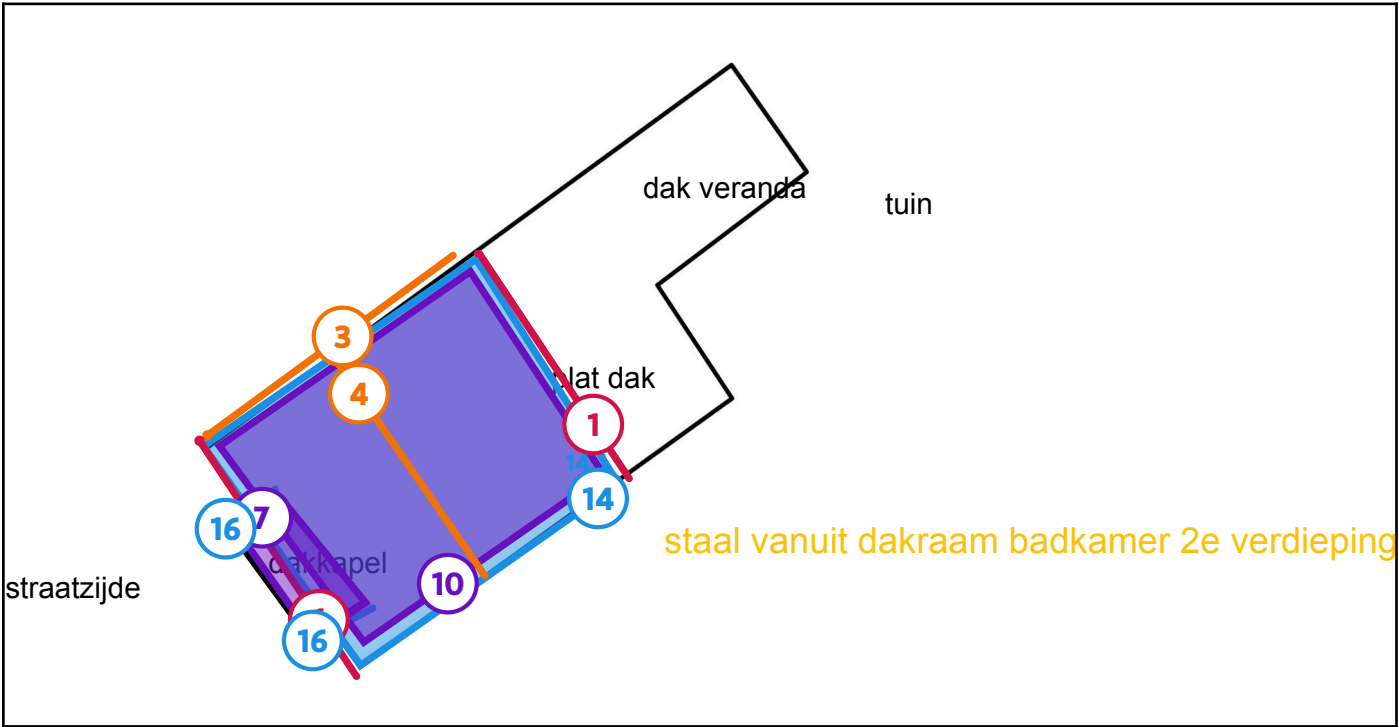 dak veranda
tuin
3
4
plat dak
1
14
14
16
7
staal vanuit dakraam badkamer 2e verdieping
dakkapel
10
straatzijde
16